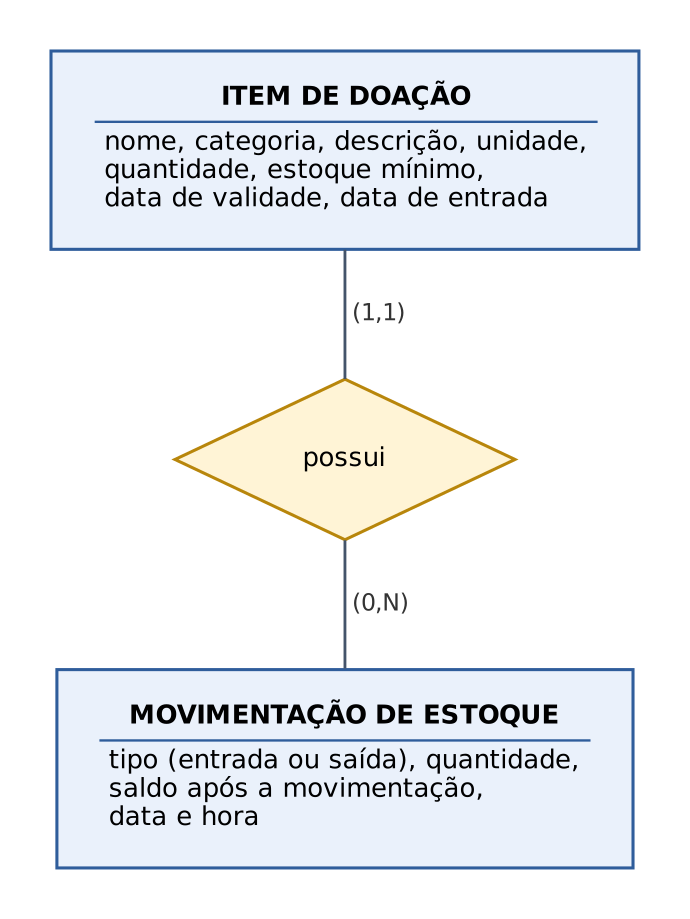 ITEM DE DOAÇÃO
nome, categoria, descrição, unidade,
quantidade, estoque mínimo,
data de validade, data de entrada
(1,1)
possui
(0,N)
MOVIMENTAÇÃO DE ESTOQUE
tipo (entrada ou saída), quantidade,
saldo após a movimentação,
data e hora